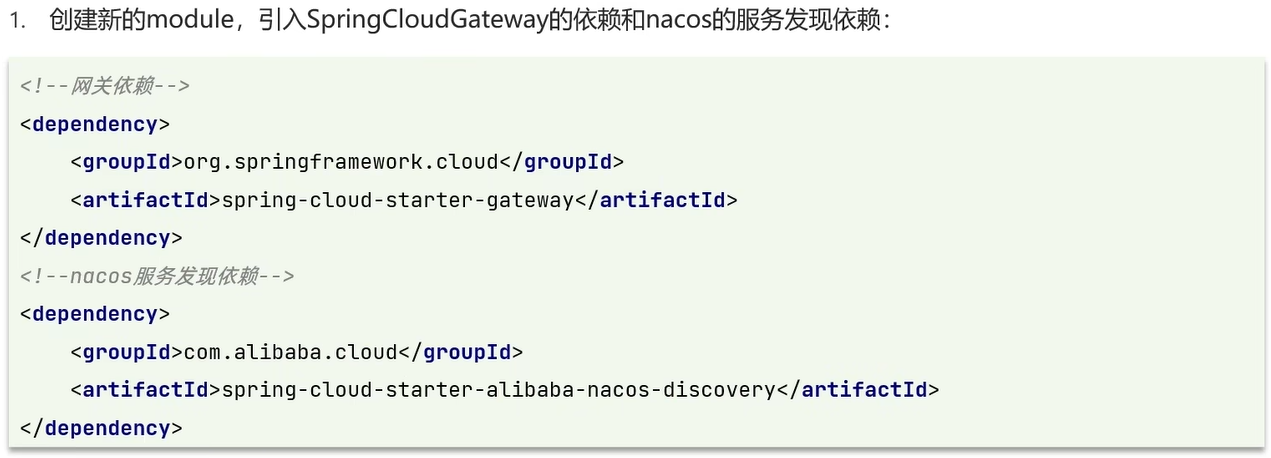 1. 创建新的module，引入SpringCloudGateway的依赖和nacos的服务发现依赖：
<!--网关依赖-->
<dependency>
    <groupId>org.springframework.cloud</groupId>
    <artifactId>spring-cloud-starter-gateway</artifactId>
</dependency>
<!--nacos服务发现依赖-->
<dependency>
    <groupId>com.alibaba.cloud</groupId>
    <artifactId>spring-cloud-starter-alibaba-nacos-discovery</artifactId>
</dependency>